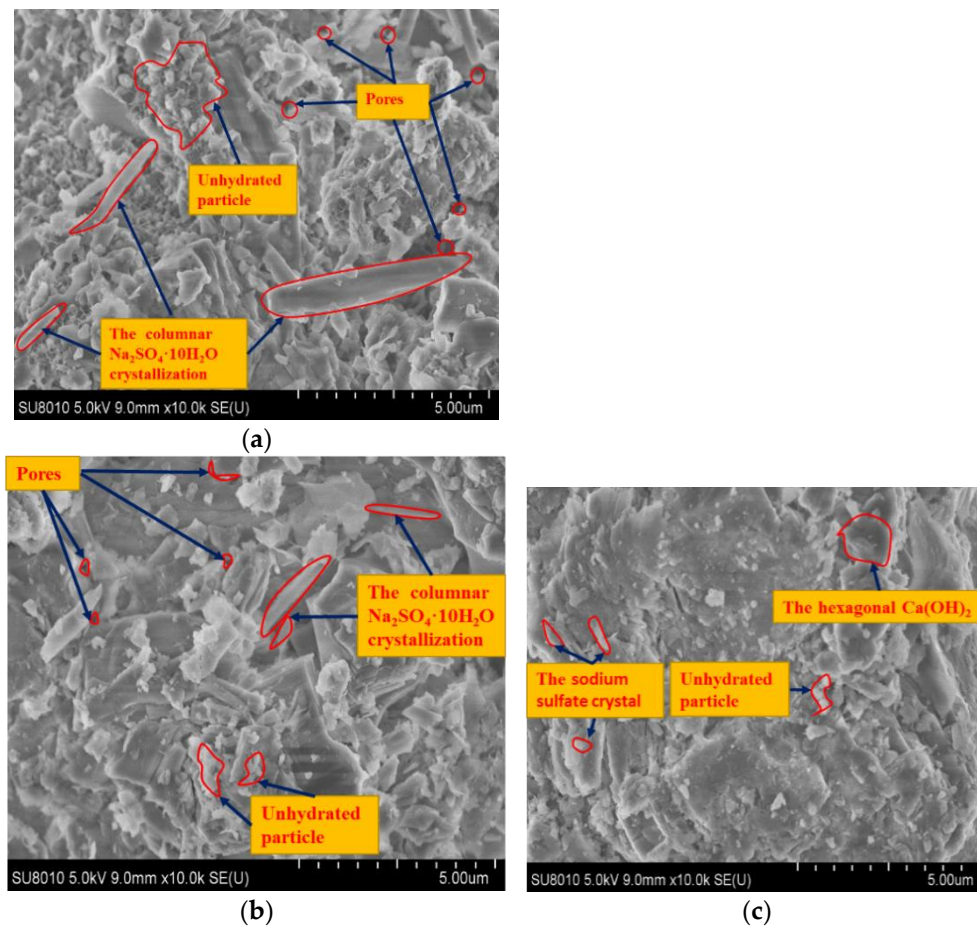 Pores
Unhydrated
particle
The columnar
Na₂SO₄·10H₂O
crystallization
SU8010 5.0kV 9.0mm x10.0k SE(U)
5.00um
(a)
Pores
The columnar
Na₂SO₄·10H₂O
crystallization
Unhydrated
particle
SU8010 5.0kV 9.0mm x10.0k SE(U)
5.00um
(b)
The hexagonal Ca(OH)₂
The sodium
sulfate crystal
Unhydrated
particle
SU8010 5.0kV 9.0mm x10.0k SE(U)
5.00um
(c)